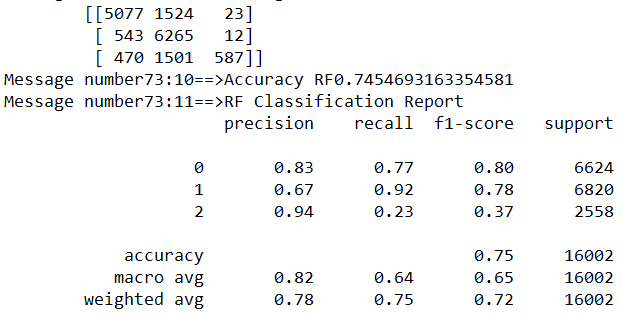 [[5077 1524   23]
 [ 543 6265   12]
 [ 470 1501  587]]
Message number73:10==>Accuracy RF0.7454693163354581
Message number73:11==>RF Classification Report
              precision    recall  f1-score   support

           0       0.83      0.77      0.80      6624
           1       0.67      0.92      0.78      6820
           2       0.94      0.23      0.37      2558

    accuracy                           0.75     16002
   macro avg       0.82      0.64      0.65     16002
weighted avg       0.78      0.75      0.72     16002